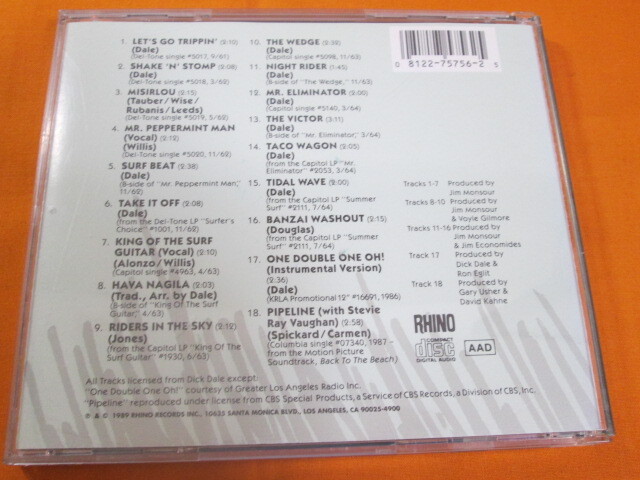 1. LET'S GO TRIPPIN' (2:10)
(Dale)
(Del-Tone single #5017, 9/61)
2. SHAKE 'N' STOMP (2:08)
(Dale)
(Del-Tone single #5018, 3/62)
3. MISIRLOU (2:15)
(Tauber/Wise/
Rubanis/Leeds)
(Del-Tone single #5019, 5/62)
4. MR. PEPPERMINT MAN
(Vocal) (2:12)
(Willis)
(Del-Tone single #5020, 11/62)
5. SURF BEAT (2:38)
(Dale)
(B-side of "Mr. Peppermint Man,"
11/62)
6. TAKE IT OFF (2:08)
(Dale)
(from the Del-Tone LP "Surfer's
Choice" #1001, 11/62)
7. KING OF THE SURF
GUITAR (Vocal) (2:10)
(Alonzo/Willis)
(Capitol single #4963, 4/63)
8. HAVA NAGILA (2:03)
(Trad., Arr. by Dale)
(B-side of "King Of The Surf
Guitar," 4/63)
9. RIDERS IN THE SKY (2:12)
(Jones)
(from the Capitol LP "King Of The
Surf Guitar" #1930, 6/63)
10. THE WEDGE (2:39)
(Dale)
(Capitol single #5098, 11/63)
11. NIGHT RIDER (1:45)
(Dale)
(B-side of "The Wedge," 11/63)
12. MR. ELIMINATOR (2:00)
(Dale)
(Capitol single #5140, 3/64)
13. THE VICTOR (3:11)
(Dale)
(B-side of "Mr. Eliminator," 3/64)
14. TACO WAGON (2:05)
(Dale)
(from the Capitol LP "Mr.
Eliminator" #2053, 3/64)
15. TIDAL WAVE (2:00)
(Dale)
(from the Capitol LP "Summer
Surf" #2111, 7/64)
16. BANZAI WASHOUT (2:15)
(Douglas)
(from the Capitol LP "Summer
Surf" #2111, 7/64)
17. ONE DOUBLE ONE OH!
(Instrumental Version)
(2:36)
(Dale)
(KRLA Promotional 12" #16691, 1986)
18. PIPELINE (with Stevie
Ray Vaughan) (2:58)
(Spickard/Carmen)
(Columbia single #07340, 1987 –
from the Motion Picture
Soundtrack, Back To The Beach)
0 81227-5756-2 5
Tracks 1-7 Produced by
Jim Monsour
Tracks 8-10 Produced by
Jim Monsour
& Voyle Gilmore
Tracks 11-16 Produced by
Jim Monsour
& Jim Economides
Track 17 Produced by
Dick Dale &
Ron Eglit
Track 18 Produced by
Gary Usher &
David Kahne
RHINO
COMPACT
disc
DIGITAL AUDIO
AAD
All Tracks licensed from Dick Dale except:
"One Double One Oh!" courtesy of Greater Los Angeles Radio Inc.
"Pipeline" reproduced under license from CBS Special Products, a Service of CBS Records, a Division of CBS, Inc.
℗ & © 1989 RHINO RECORDS INC., 10635 SANTA MONICA BLVD., LOS ANGELES, CA 90025-4900